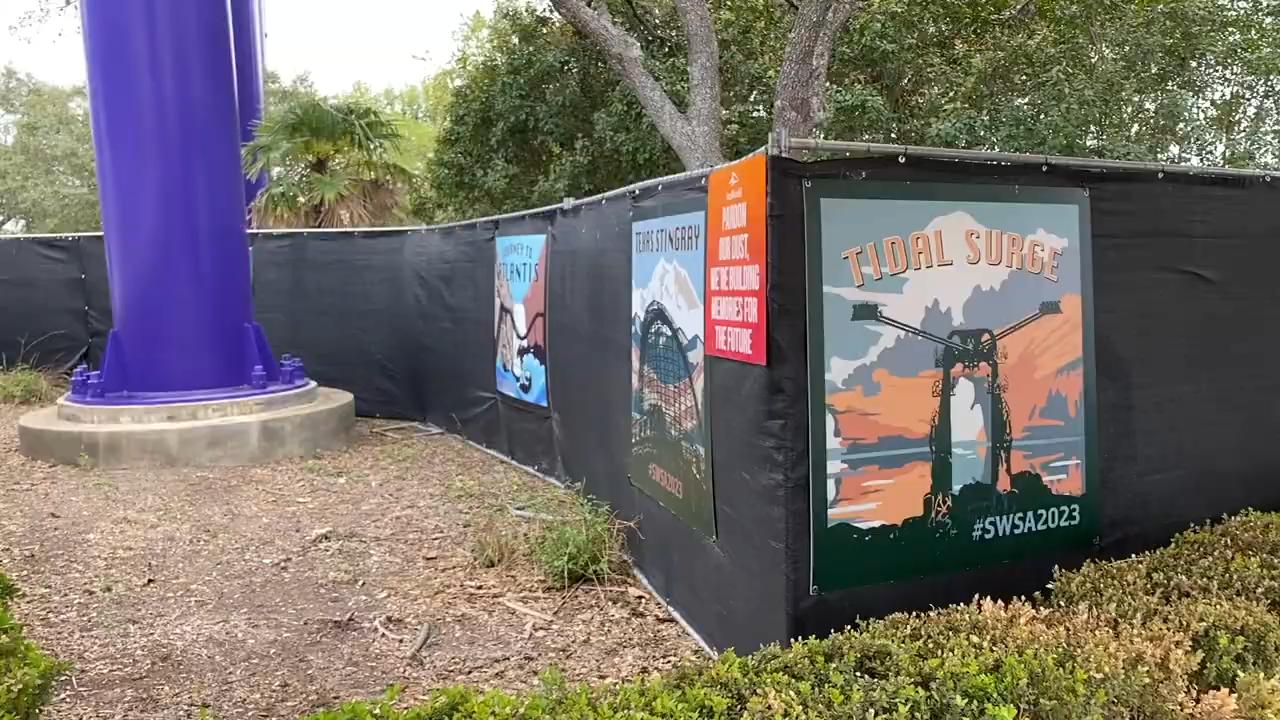 JOURNEY TO
ATLANTIS
TEXAS STINGRAY
#SWSA2023
SeaWorld
PARDON
OUR DUST,
WE'RE BUILDING
MEMORIES FOR
THE FUTURE
TIDAL SURGE
#SWSA2023